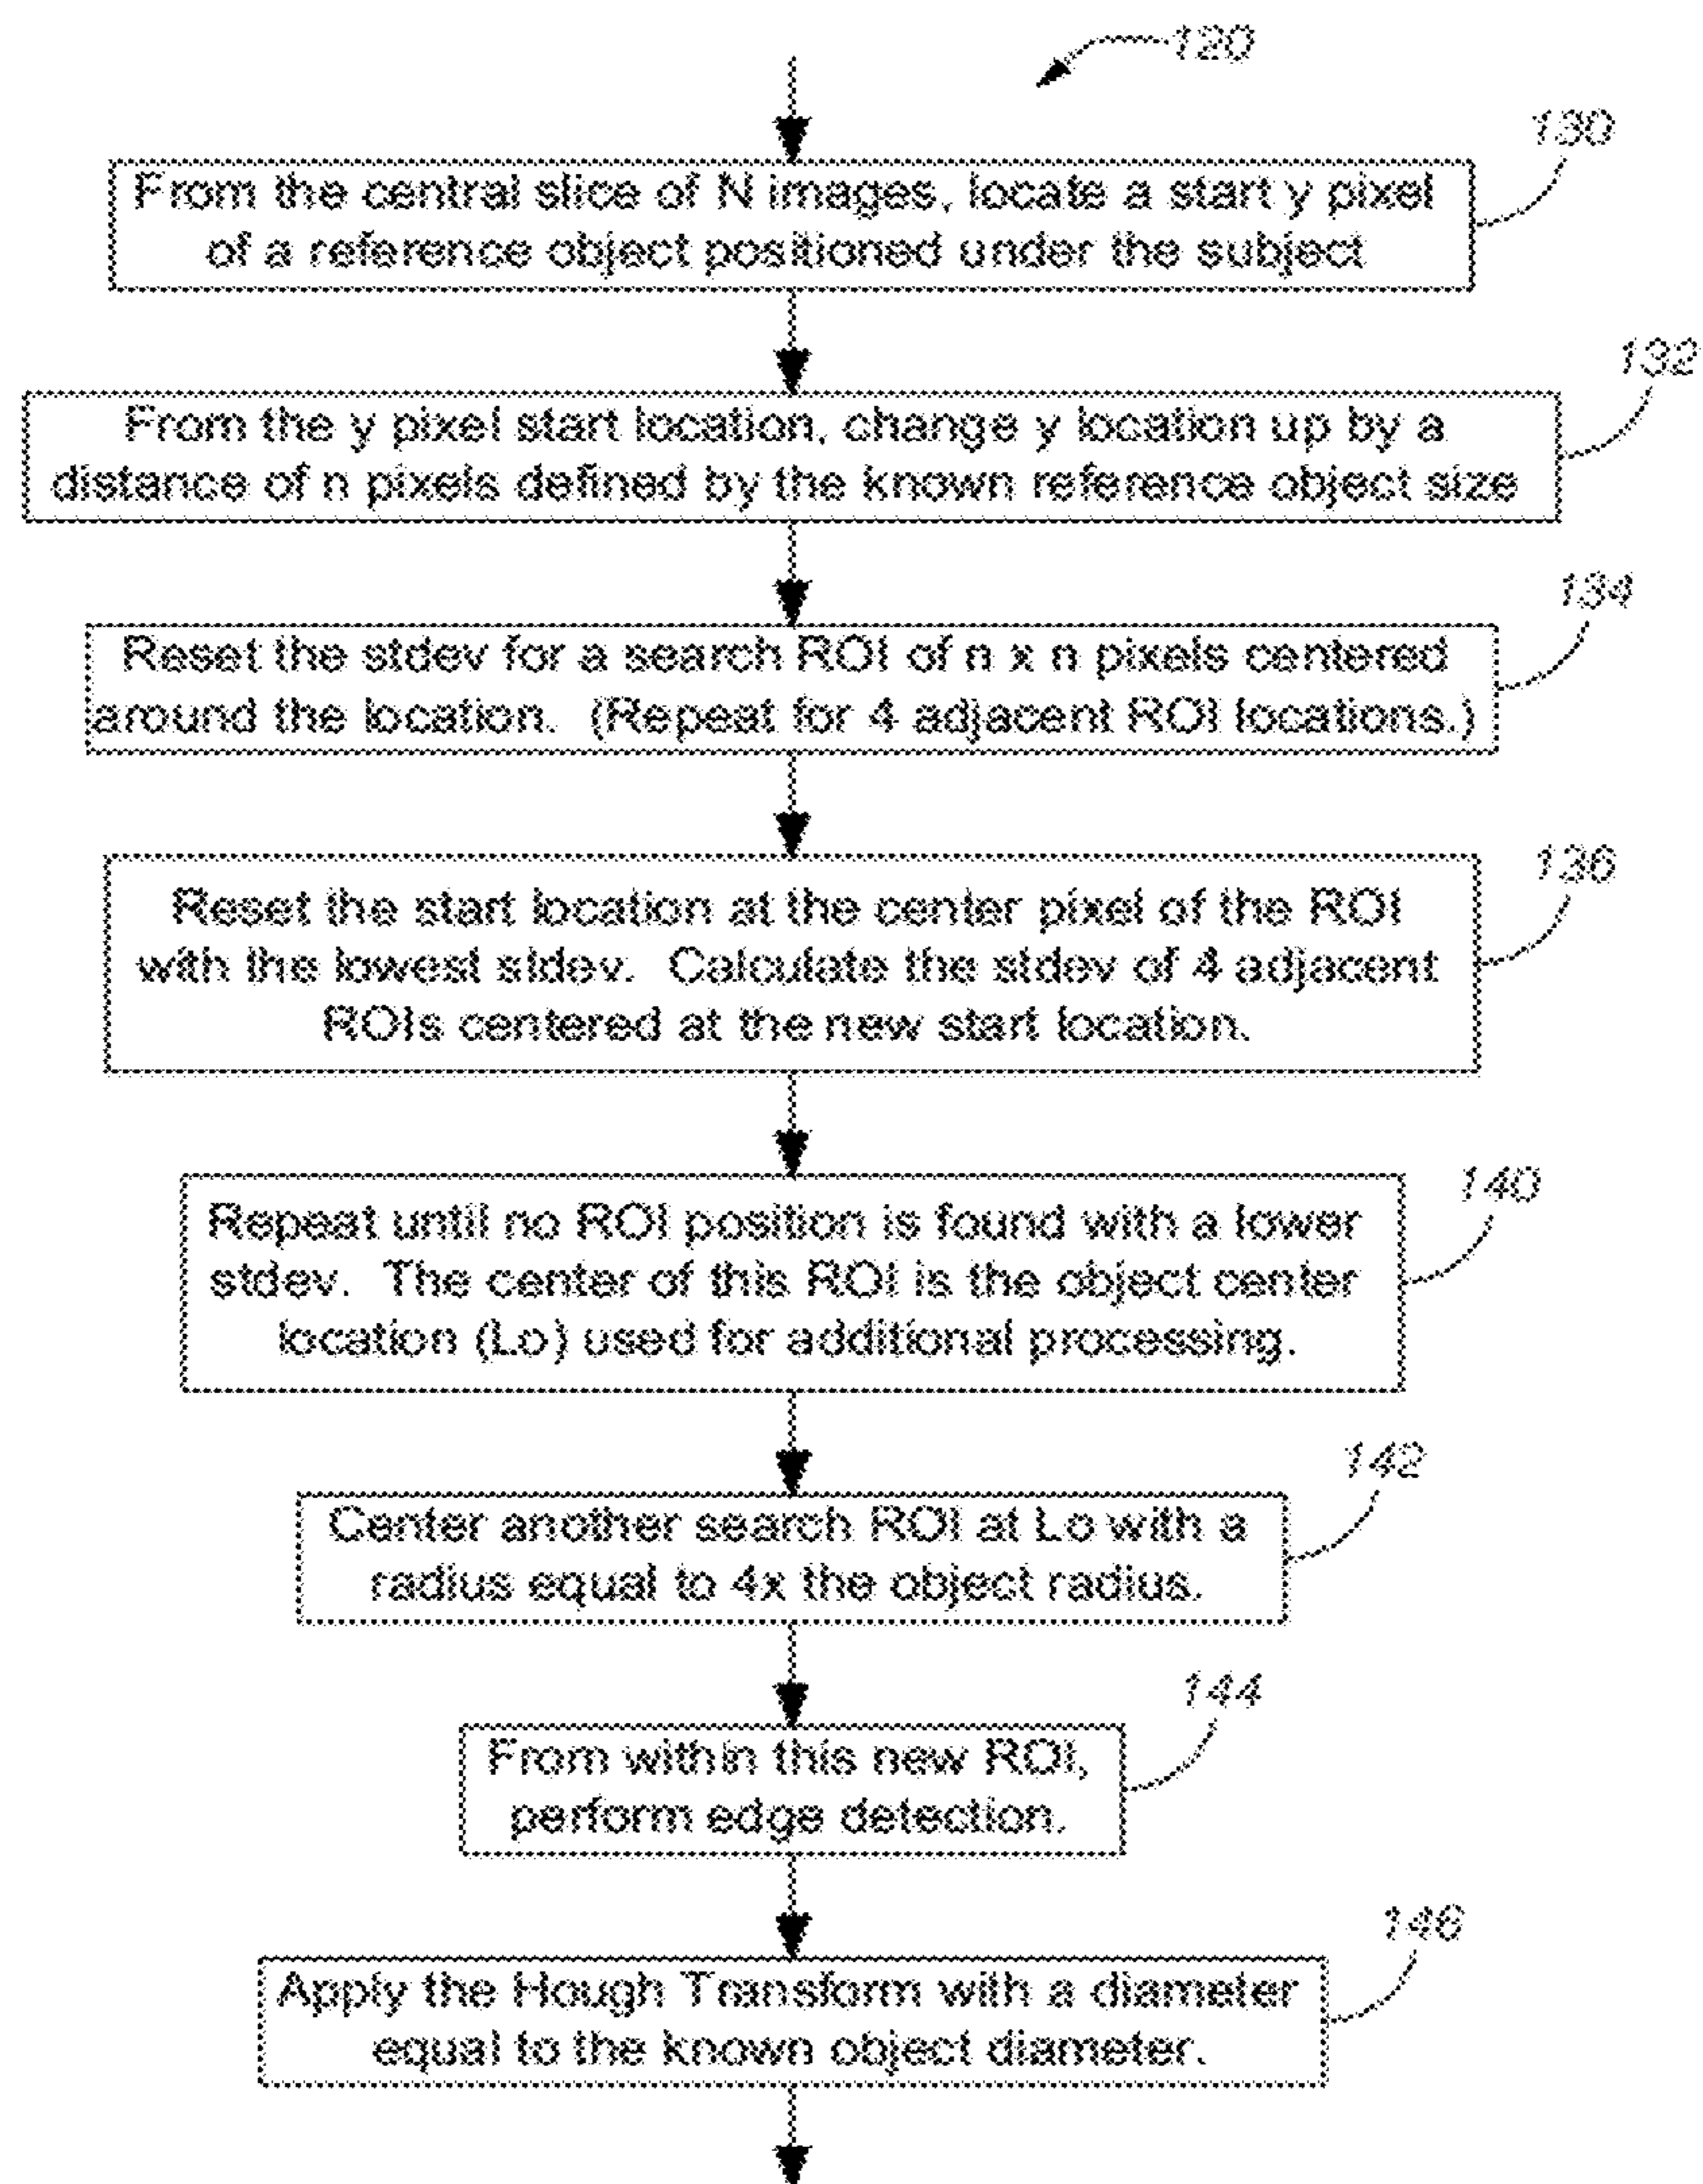 120
130
From the central slice of N images, locate a start y pixel
of a reference object positioned under the subject
132
From the y pixel start location, change y location up by a
distance of n pixels defined by the known reference object size
134
Reset the stdev for a search ROI of n x n pixels centered
around the location. (Repeat for 4 adjacent ROI locations.)
136
Reset the start location at the center pixel of the ROI
with the lowest stdev. Calculate the stdev of 4 adjacent
ROIs centered at the new start location.
140
Repeat until no ROI position is found with a lower
stdev. The center of this ROI is the object center
location (Lo) used for additional processing.
142
Center another search ROI at Lo with a
radius equal to 4x the object radius.
144
From within this new ROI,
perform edge detection.
146
Apply the Hough Transform with a diameter
equal to the known object diameter.